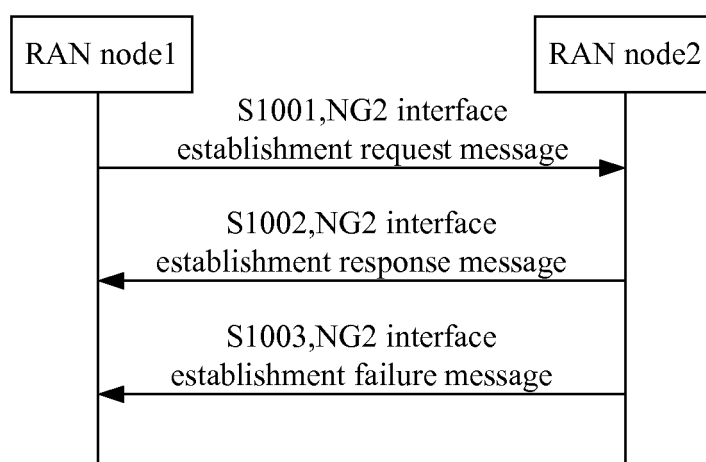 RAN node1
RAN node2
S1001,NG2 interface
establishment request message
S1002,NG2 interface
establishment response message
S1003,NG2 interface
establishment failure message